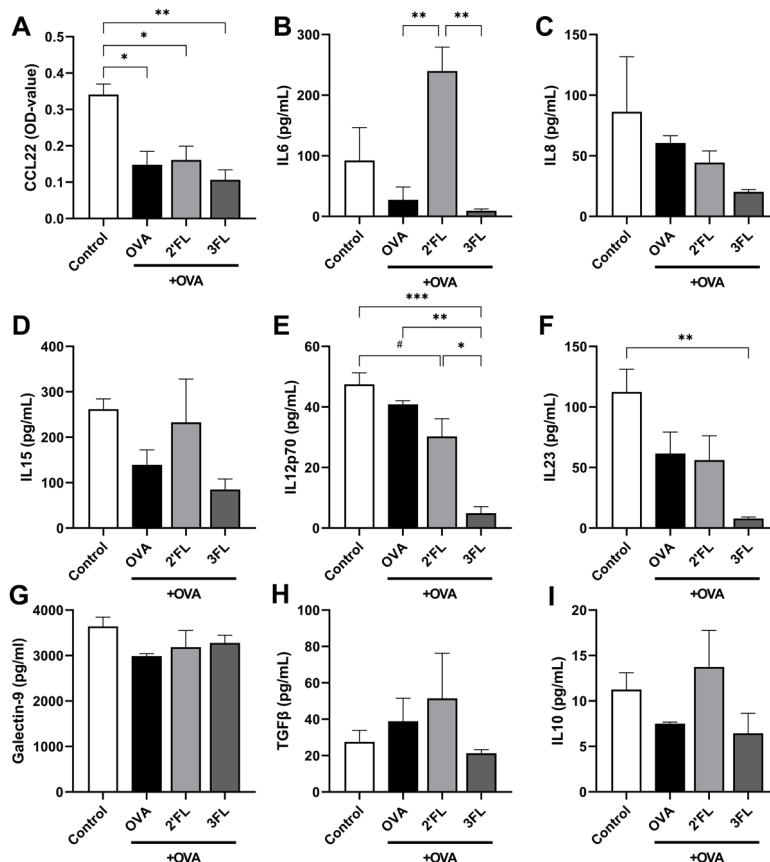 A
CCL22 (OD-value)
0.5
0.4
0.3
0.2
0.1
0.0
**
*
*
Control
OVA
2'FL
3FL
+OVA
B
IL6 (pg/mL)
300
200
100
0
**
**
Control
OVA
2'FL
3FL
+OVA
C
IL8 (pg/mL)
150
100
50
0
Control
OVA
2'FL
3FL
+OVA
D
IL15 (pg/mL)
400
300
200
100
0
Control
OVA
2'FL
3FL
+OVA
E
IL12p70 (pg/mL)
60
40
20
0
***
**
#
*
Control
OVA
2'FL
3FL
+OVA
F
IL23 (pg/mL)
150
100
50
0
**
Control
OVA
2'FL
3FL
+OVA
G
Galectin-9 (pg/ml)
4000
3000
2000
1000
0
Control
OVA
2'FL
3FL
+OVA
H
TGFβ (pg/mL)
100
80
60
40
20
0
Control
OVA
2'FL
3FL
+OVA
I
IL10 (pg/mL)
20
15
10
5
0
Control
OVA
2'FL
3FL
+OVA